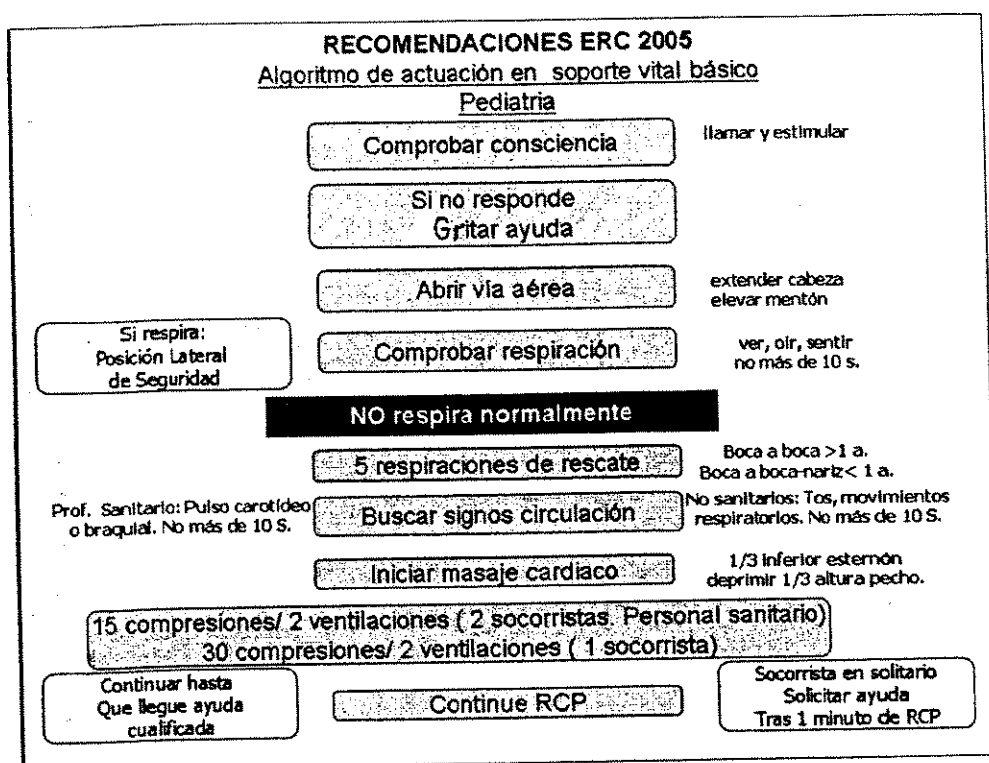 RECOMENDACIONES ERC 2005
Algoritmo de actuación en soporte vital básico
Pediatria
Comprobar consciencia
llamar y estimular
Si no responde
Gritar ayuda
Abrir vía aérea
extender cabeza
elevar mentón
Si respira:
Posición Lateral
de Seguridad
Comprobar respiración
ver, oir, sentir
no más de 10 s.
NO respira normalmente
5 respiraciones de rescate
Boca a boca >1 a.
Boca a boca-nariz< 1 a.
Prof. Sanitario: Pulso carotídeo
o braquial. No más de 10 S.
Buscar signos circulación
No sanitarios: Tos, movimientos
respiratorios. No más de 10 S.
Iniciar masaje cardiaco
1/3 inferior esternón
deprimir 1/3 altura pecho.
15 compresiones/ 2 ventilaciones ( 2 socorristas. Personal sanitario)
30 compresiones/ 2 ventilaciones ( 1 socorrista)
Continuar hasta
Que llegue ayuda
cualificada
Continue RCP
Socorrista en solitario
Solicitar ayuda
Tras 1 minuto de RCP